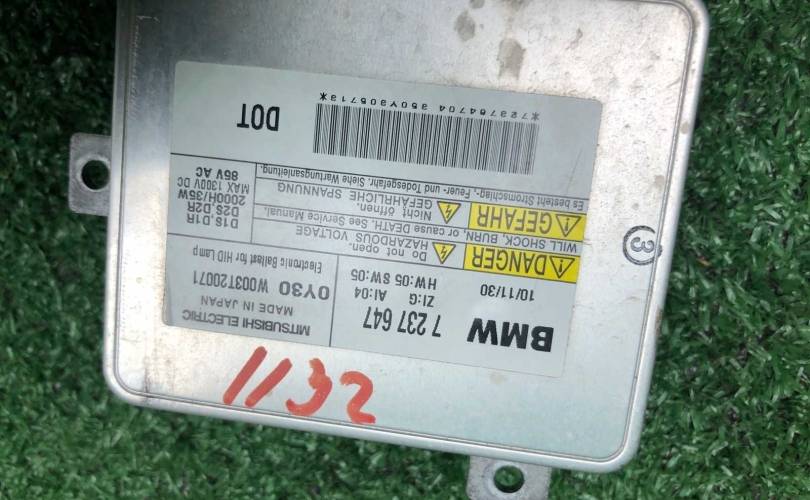 BMW
7 237 647
10/11/30
ZI:G AI:04
HW:05 SW:05
MITSUBISHI ELECTRIC
MADE IN JAPAN
0Y30 W003T20071
Electronic Ballast for HID Lamp
DANGER
Do not open.
HAZARDOUS VOLTAGE
WILL SHOCK, BURN, or cause DEATH. See Service Manual.
GEFAHR
Nicht öffnen.
GEFÄHRLICHE SPANNUNG
Es besteht Stromschlag-, Feuer- und Todesgefahr. Siehe Wartungsanleitung.
D1S, D1R
D2S, D2R
2000H/35W
MAX 1300V DC
85V AC
DOT
3
1132